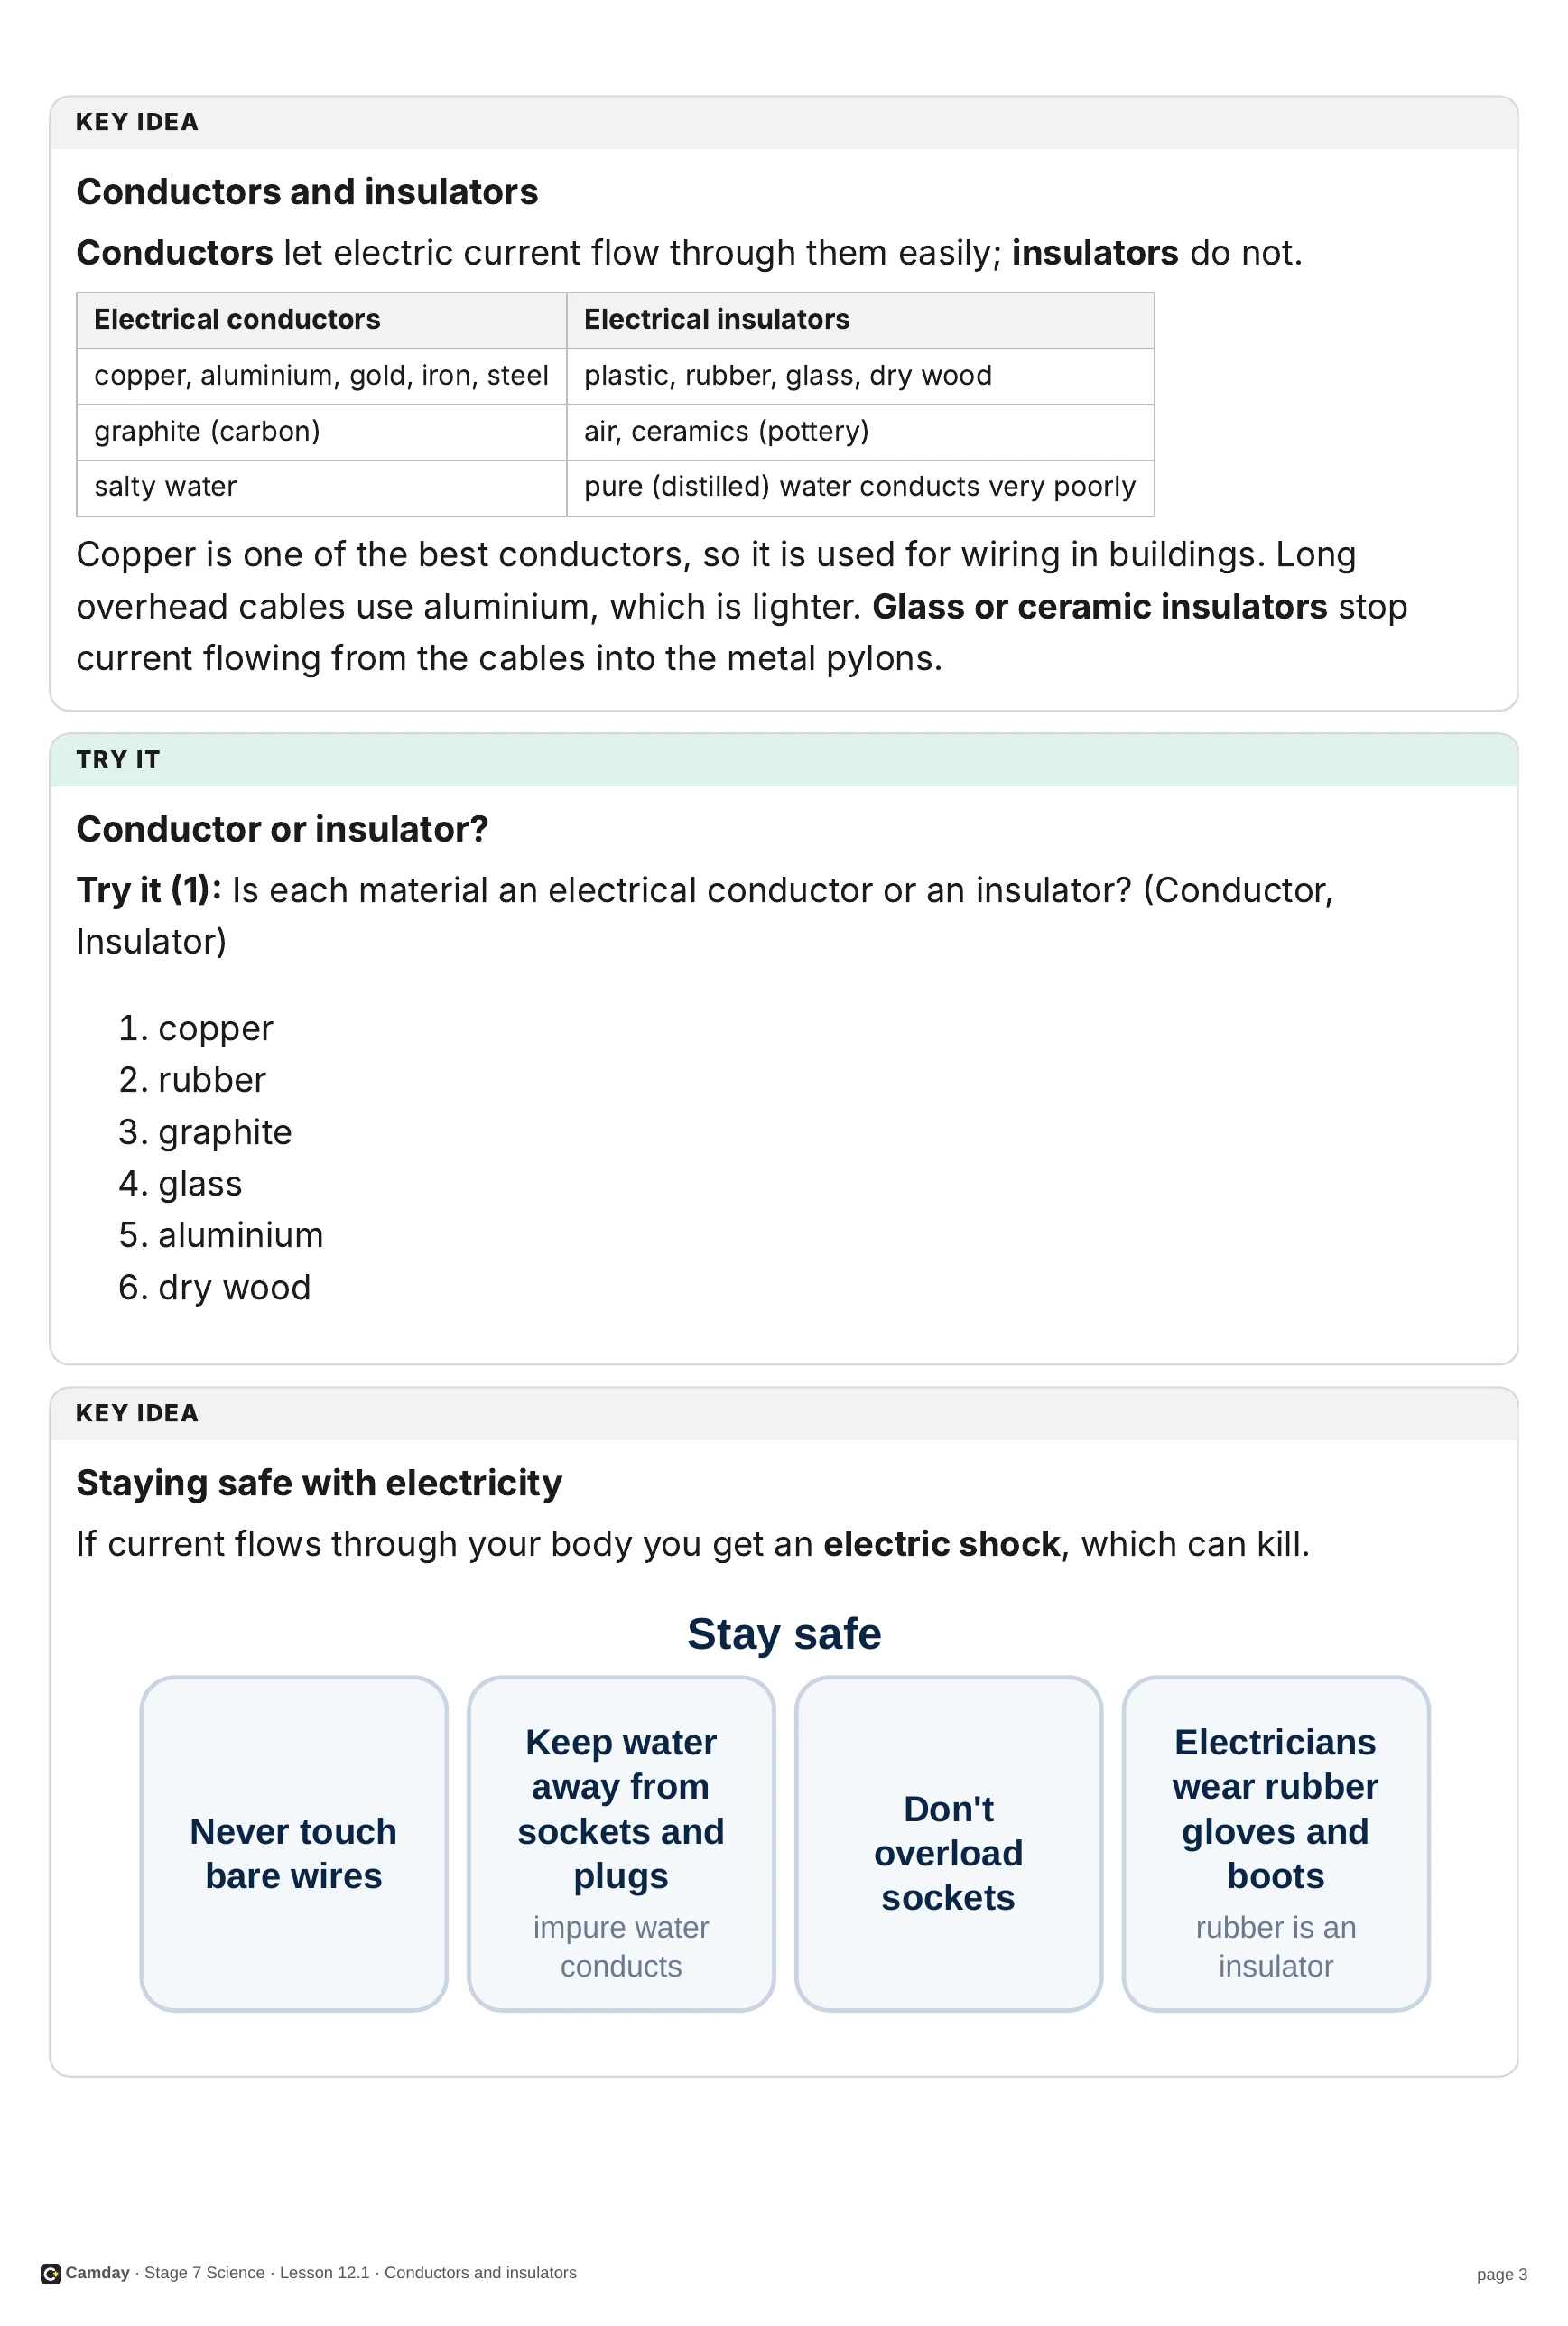 KEY IDEA
Conductors and insulators
Conductors let electric current flow through them easily; insulators do not.
Electrical conductors Electrical insulators
copper, aluminium, gold, iron, steel plastic, rubber, glass, dry wood
graphite (carbon) air, ceramics (pottery)
salty water pure (distilled) water conducts very poorly
Copper is one of the best conductors, so it is used for wiring in buildings. Long
overhead cables use aluminium, which is lighter. Glass or ceramic insulators stop
current flowing from the cables into the metal pylons.
TRY IT
Conductor or insulator?
Try it (1): Is each material an electrical conductor or an insulator? (Conductor,
Insulator)
1. copper
2. rubber
3. graphite
4. glass
5. aluminium
6. dry wood
KEY IDEA
Staying safe with electricity
If current flows through your body you get an electric shock, which can kill.
Stay safe
Never touch
bare wires
Keep water
away from
sockets and
plugs
impure water
conducts
Don't
overload
sockets
Electricians
wear rubber
gloves and
boots
rubber is an
insulator
Camday · Stage 7 Science · Lesson 12.1 · Conductors and insulators
page 3